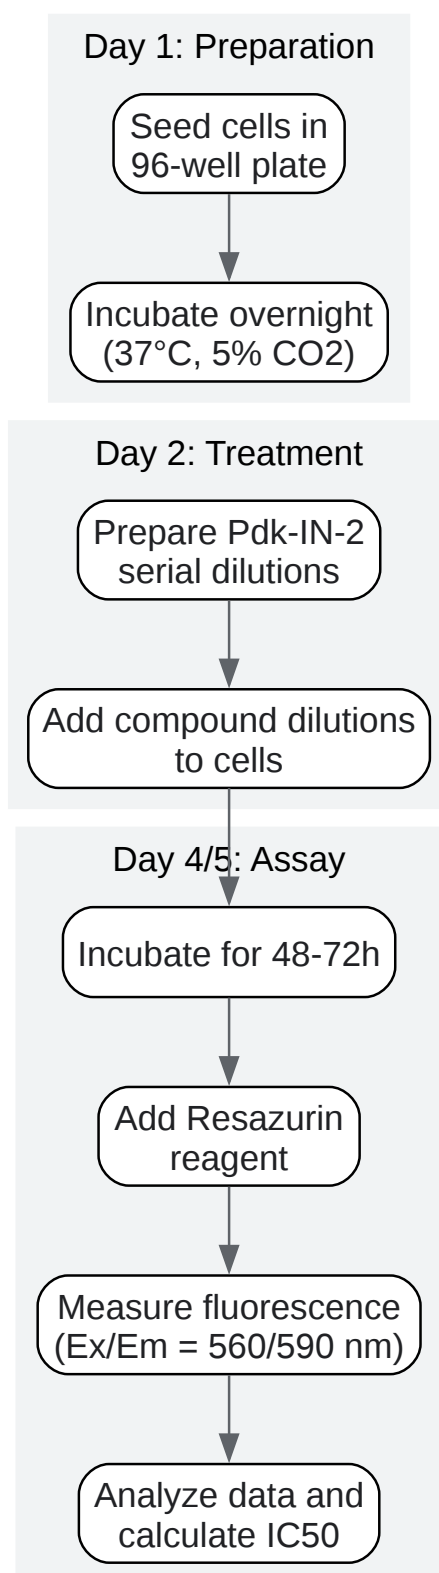 Day 1: Preparation
Seed cells in
96-well plate
Incubate overnight
(37°C, 5% CO2)
Day 2: Treatment
Prepare Pdk-IN-2
serial dilutions
Add compound dilutions
to cells
Day 4/5: Assay
Incubate for 48-72h
Add Resazurin
reagent
Measure fluorescence
(Ex/Em = 560/590 nm)
Analyze data and
calculate IC50